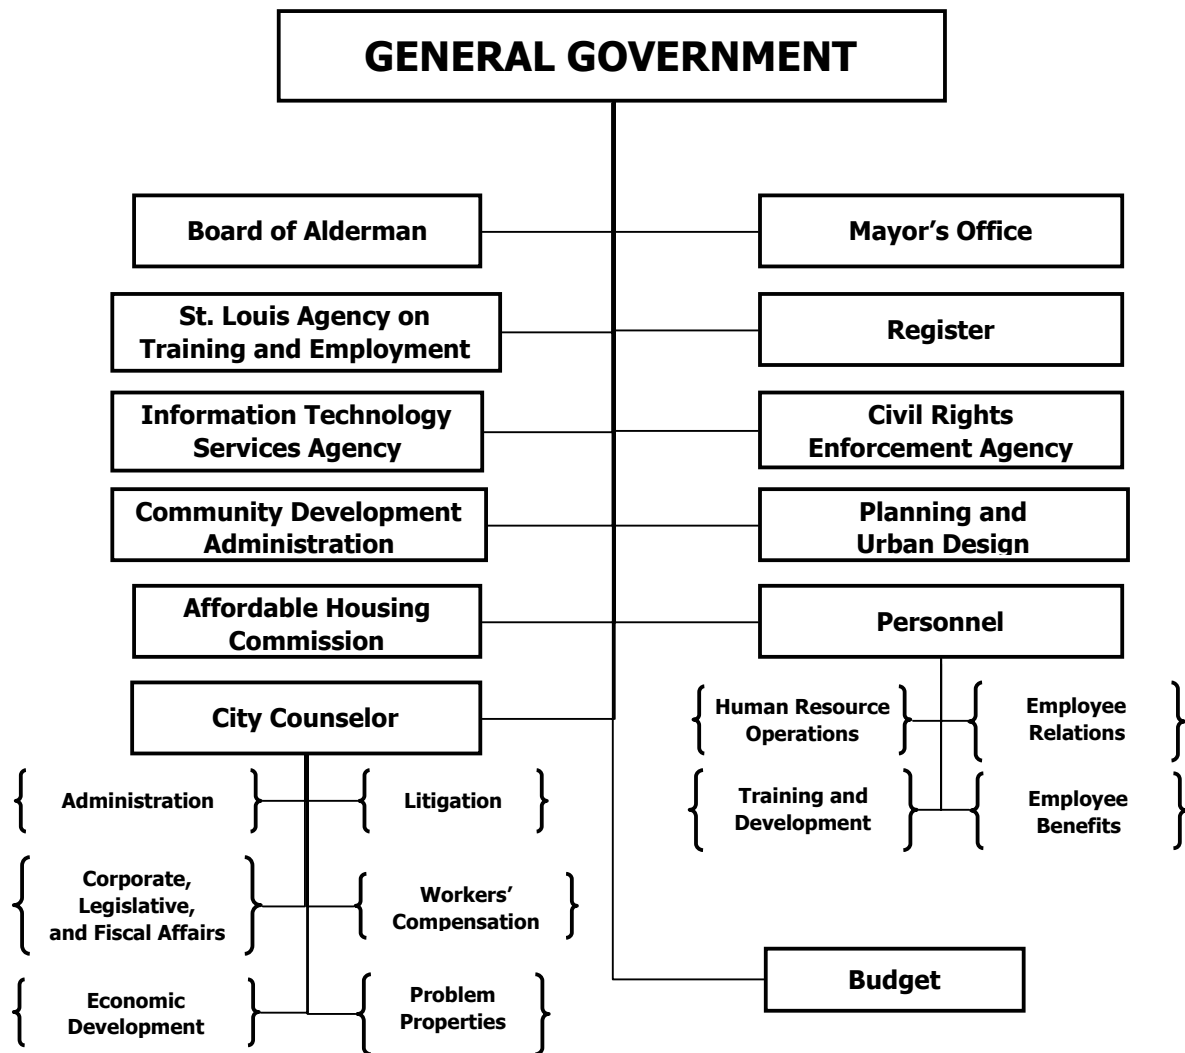 GENERAL GOVERNMENT
Board of Alderman
Mayor’s Office
St. Louis Agency on
Training and Employment
Register
Information Technology
Services Agency
Civil Rights
Enforcement Agency
Community Development
Administration
Planning and
Urban Design
Affordable Housing
Commission
Personnel
City Counselor
Human Resource
Operations
Employee
Relations
Administration
Litigation
Training and
Development
Employee
Benefits
Corporate,
Legislative,
and Fiscal Affairs
Workers’
Compensation
Economic
Development
Problem
Properties
Budget